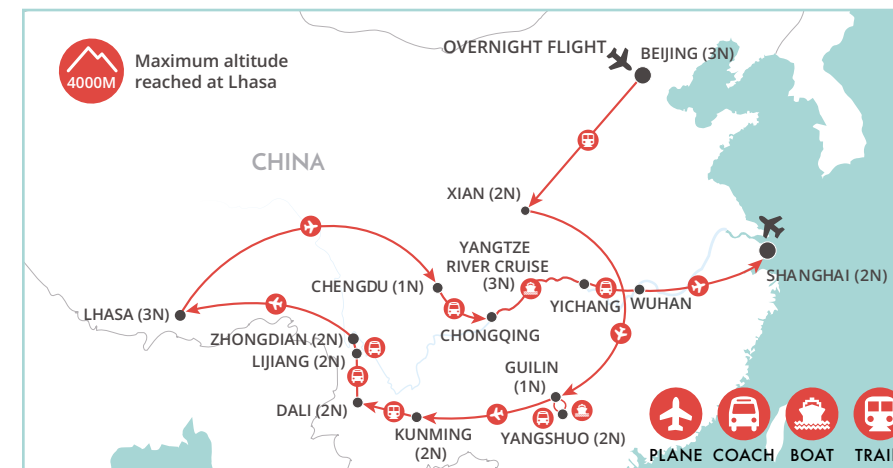 OVERNIGHT FLIGHT
BEIJING (3N)
4000M
Maximum altitude
reached at Lhasa
CHINA
XIAN (2N)
YANGTZE
RIVER CRUISE
(3N)
SHANGHAI (2N)
CHENGDU (1N)
YICHANG
WUHAN
LHASA (3N)
CHONGQING
ZHONGDIAN (2N)
LIJIANG (2N)
GUILIN
(1N)
DALI (2N)
KUNMING
(2N)
YANGSHUO (2N)
PLANE COACH BOAT TRAI